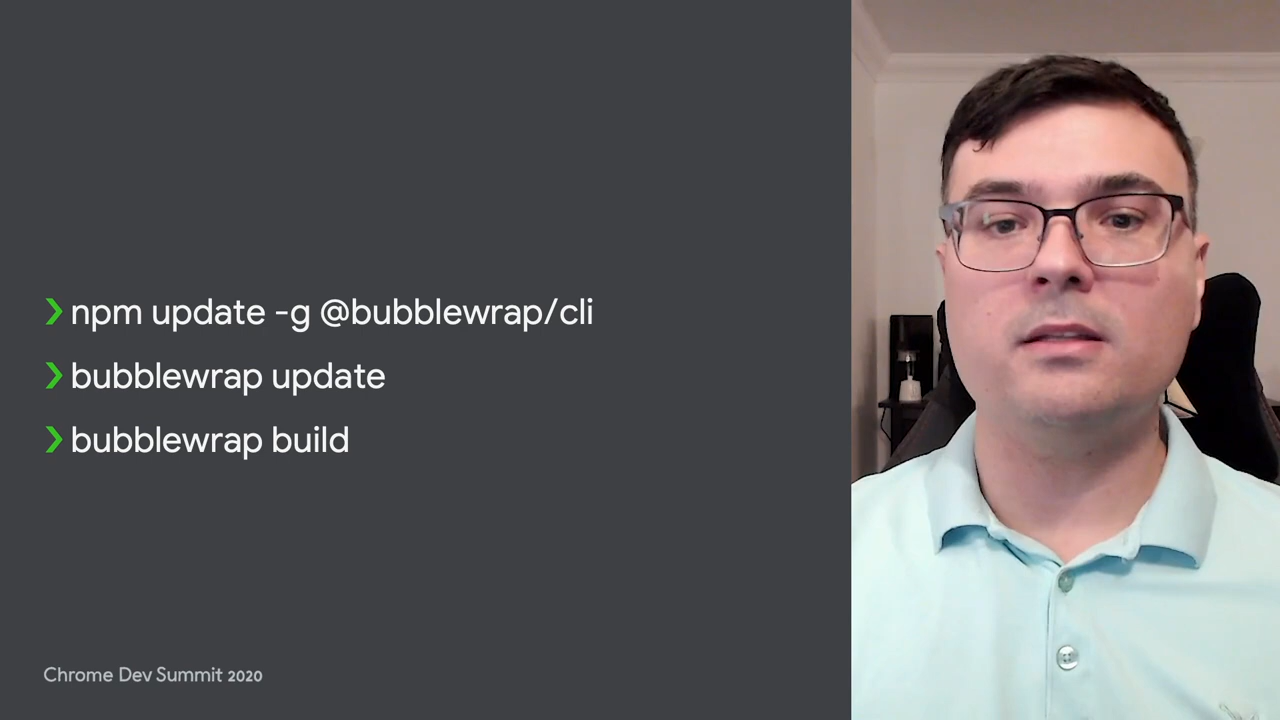 ❯ npm update -g @bubblewrap/cli
❯ bubblewrap update
❯ bubblewrap build
Chrome Dev Summit 2020